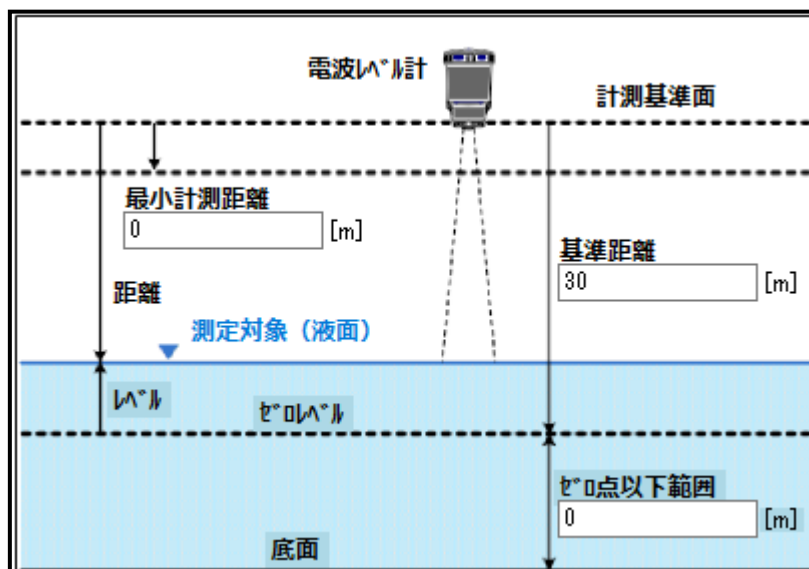 電波ﾚﾍﾞﾙ計
計測基準面
最小計測距離
0 [m]
基準距離
30 [m]
距離
測定対象（液面）
ﾚﾍﾞﾙ
ｾﾞﾛﾚﾍﾞﾙ
ｾﾞﾛ点以下範囲
0 [m]
底面